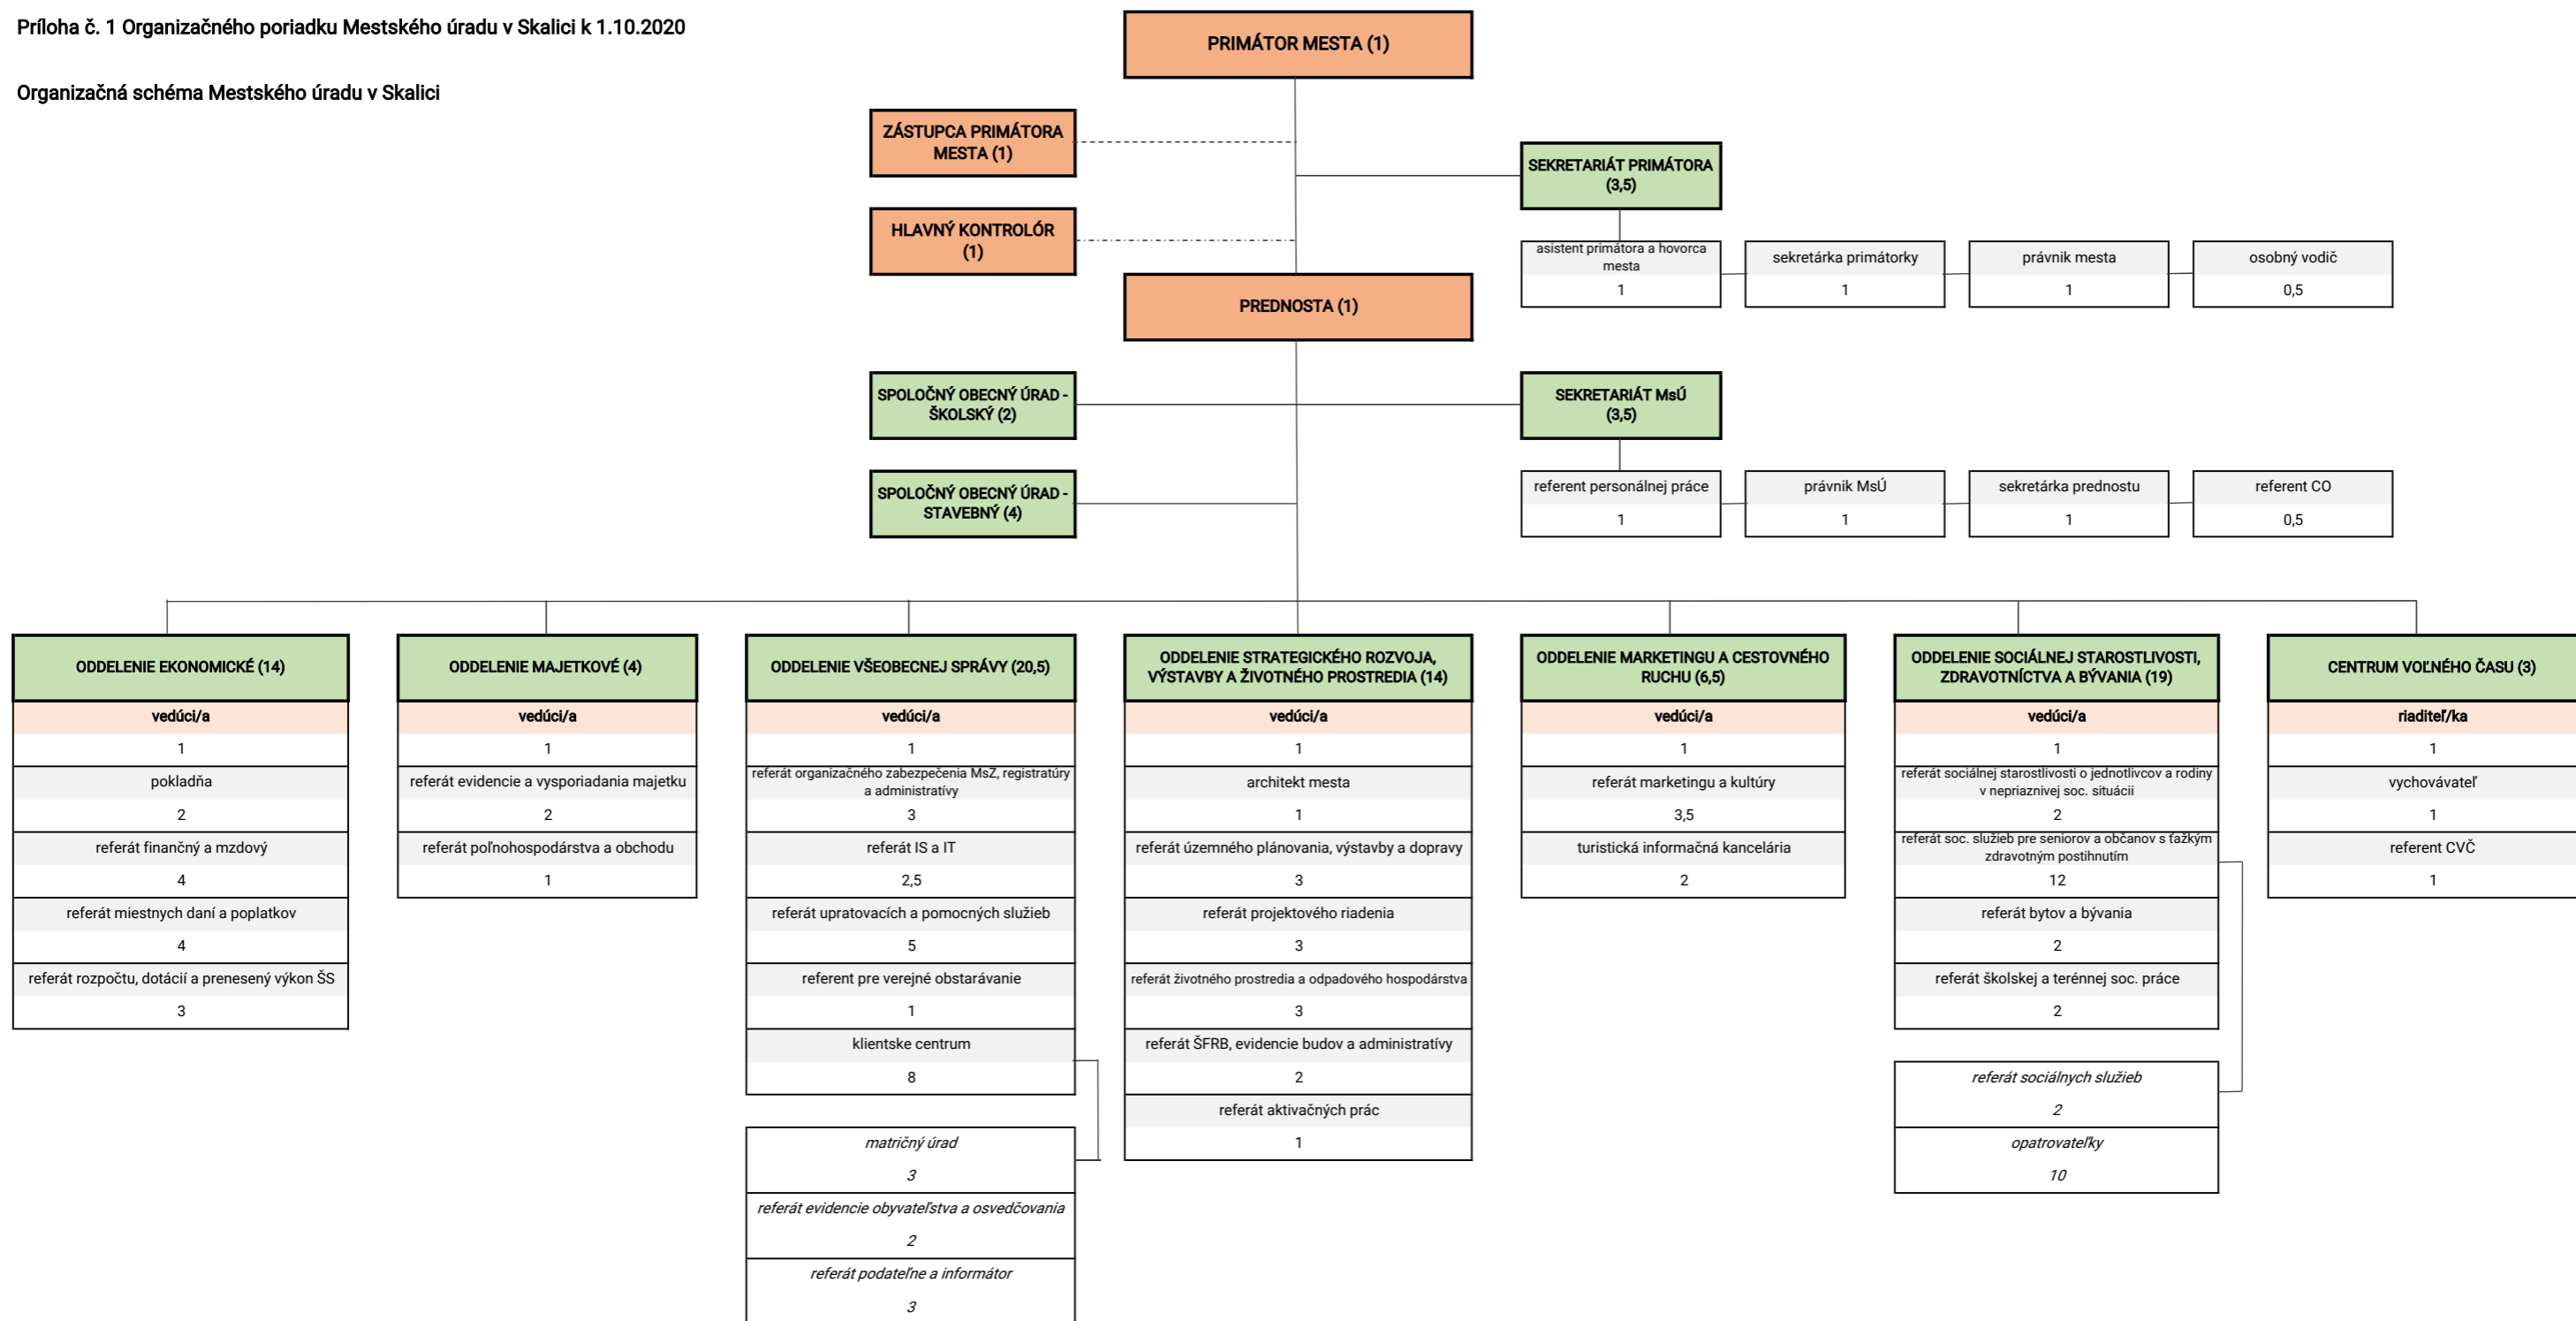 Príloha č. 1 Organizačného poriadku Mestského úradu v Skalici k 1.10.2020
Organizačná schéma Mestského úradu v Skalici
PRIMÁTOR MESTA (1)
ZÁSTUPCA PRIMÁTORA
MESTA (1)
SEKRETARIÁT PRIMÁTORA
(3,5)
HLAVNÝ KONTROLÓR
(1)
asistent primátora a hovorca
mesta
1
sekretárka primátorky
1
právnik mesta
1
osobný vodič
0,5
PREDNOSTA (1)
SPOLOČNÝ OBECNÝ ÚRAD -
ŠKOLSKÝ (2)
SEKRETARIÁT MsÚ
(3,5)
SPOLOČNÝ OBECNÝ ÚRAD -
STAVEBNÝ (4)
referent personálnej práce
1
právnik MsÚ
1
sekretárka prednostu
1
referent CO
0,5
ODDELENIE EKONOMICKÉ (14)
vedúci/a
1
pokladňa
2
referát finančný a mzdový
4
referát miestnych daní a poplatkov
4
referát rozpočtu, dotácií a prenesený výkon ŠS
3
ODDELENIE MAJETKOVÉ (4)
vedúci/a
1
referát evidencie a vysporiadania majetku
2
referát poľnohospodárstva a obchodu
1
ODDELENIE VŠEOBECNEJ SPRÁVY (20,5)
vedúci/a
1
referát organizačného zabezpečenia MsZ, registratúry
a administratívy
3
referát IS a IT
2,5
referát upratovacích a pomocných služieb
5
referent pre verejné obstarávanie
1
klientske centrum
8
matričný úrad
3
referát evidencie obyvateľstva a osvedčovania
2
referát podateľne a informátor
3
ODDELENIE STRATEGICKÉHO ROZVOJA,
VÝSTAVBY A ŽIVOTNÉHO PROSTREDIA (14)
vedúci/a
1
architekt mesta
1
referát územného plánovania, výstavby a dopravy
3
referát projektového riadenia
3
referát životného prostredia a odpadového hospodárstva
3
referát ŠFRB, evidencie budov a administratívy
2
referát aktivačných prác
1
ODDELENIE MARKETINGU A CESTOVNÉHO
RUCHU (6,5)
vedúci/a
1
referát marketingu a kultúry
3,5
turistická informačná kancelária
2
ODDELENIE SOCIÁLNEJ STAROSTLIVOSTI,
ZDRAVOTNÍCTVA A BÝVANIA (19)
vedúci/a
1
referát sociálnej starostlivosti o jednotlivcov a rodiny
v nepriaznivej soc. situácii
2
referát soc. služieb pre seniorov a občanov s ťažkým
zdravotným postihnutím
12
referát bytov a bývania
2
referát školskej a terénnej soc. práce
2
referát sociálnych služieb
2
opatrovateľky
10
CENTRUM VOĽNÉHO ČASU (3)
riaditeľ/ka
1
vychovávateľ
1
referent CVČ
1